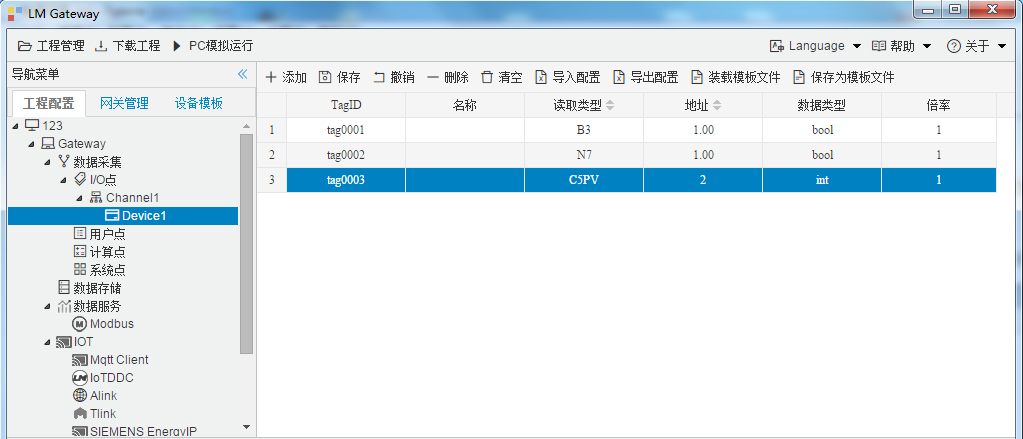 LM Gateway
工程管理 下载工程 PC模拟运行 Language 帮助 关于
导航菜单
添加 保存 撤销 删除 清空 导入配置 导出配置 装载模板文件 保存为模板文件
工程配置 网关管理 设备模板
TagID 名称 读取类型 地址 数据类型 倍率
1 tag0001 B3 1.00 bool 1
2 tag0002 N7 1.00 bool 1
3 tag0003 C5PV 2 int 1
123
Gateway
数据采集
I/O点
Channel1
Device1
用户点
计算点
系统点
数据存储
数据服务
M Modbus
IOT
Mqtt Client
LM IoTDDC
Alink
Tlink
SIEMENS EnergyIP